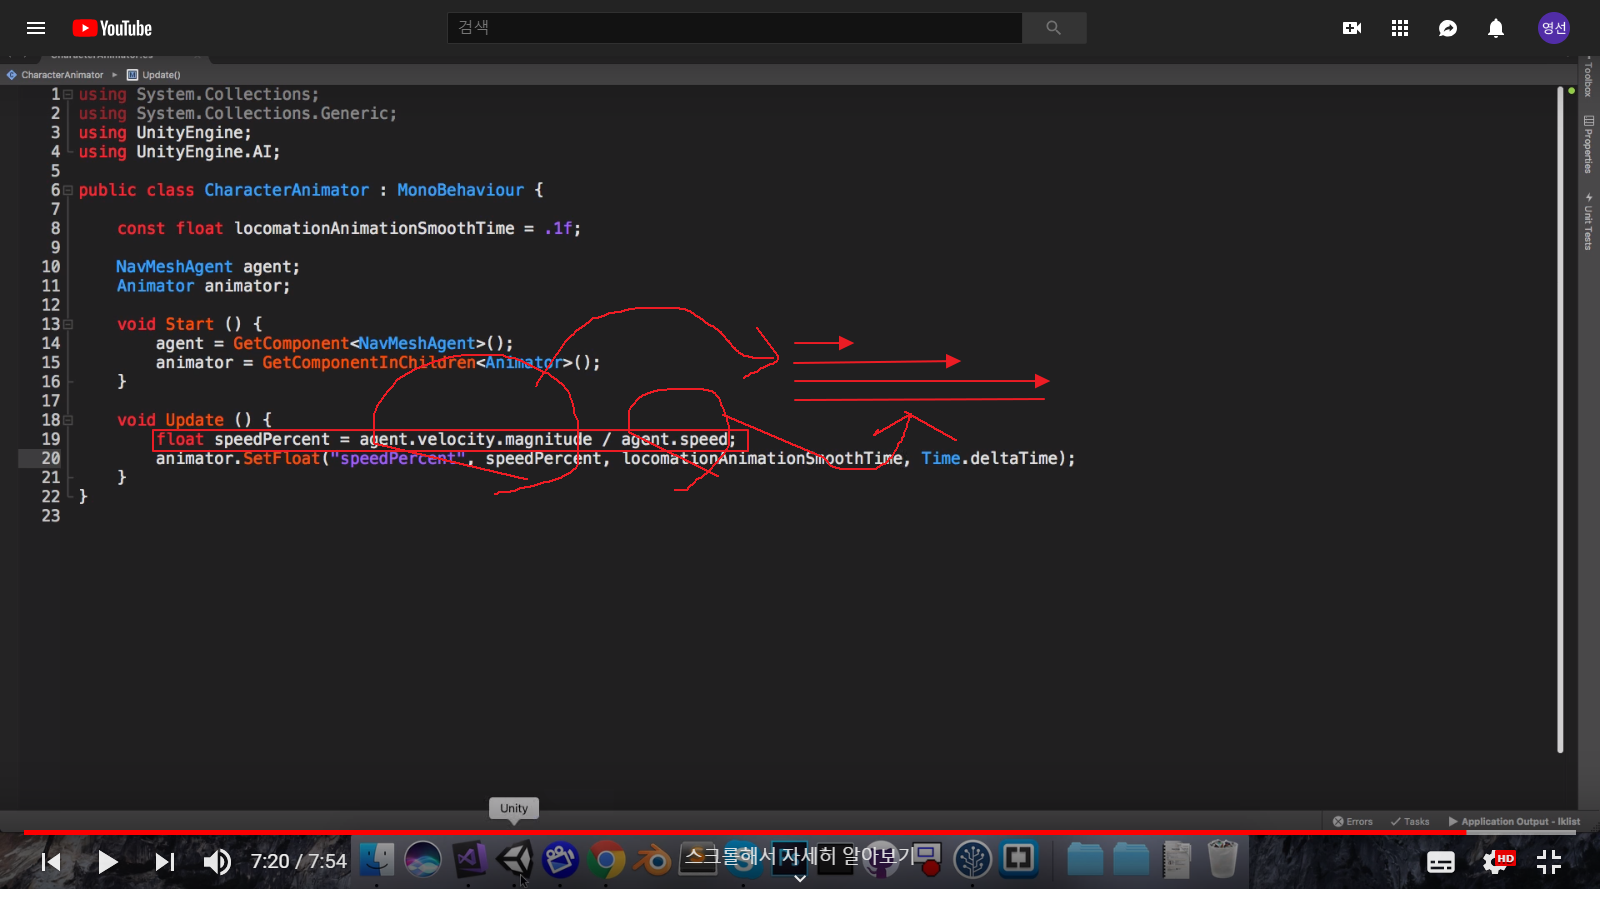 YouTube
검색
영선
CharacterAnimator.cs
CharacterAnimator ▸ Update()
1 using System.Collections;
2 using System.Collections.Generic;
3 using UnityEngine;
4 using UnityEngine.AI;
5
6 public class CharacterAnimator : MonoBehaviour {
7
8 const float locomationAnimationSmoothTime = .1f;
9
10 NavMeshAgent agent;
11 Animator animator;
12
13 void Start () {
14 agent = GetComponent<NavMeshAgent>();
15 animator = GetComponentInChildren<Animator>();
16 }
17
18 void Update () {
19 float speedPercent = agent.velocity.magnitude / agent.speed;
20 animator.SetFloat("speedPercent", speedPercent, locomationAnimationSmoothTime, Time.deltaTime);
21 }
22 }
23
Toolbox
Properties
Unit Tests
Unity
Errors Tasks Application Output - Iklist
7:20 / 7:54
스크롤해서 자세히 알아보기
HD